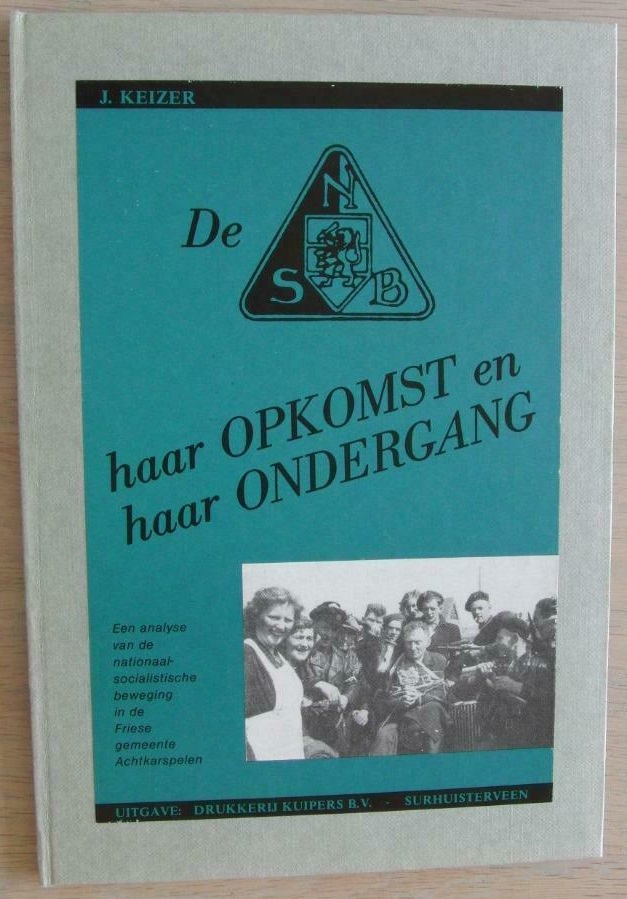 J. KEIZER
De
N
S B
haar OPKOMST en
haar ONDERGANG
Een analyse
van de
nationaal-
socialistische
beweging
in de
Friese
gemeente
Achtkarspelen
UITGAVE: DRUKKERIJ KUIPERS B.V. - SURHUISTERVEEN